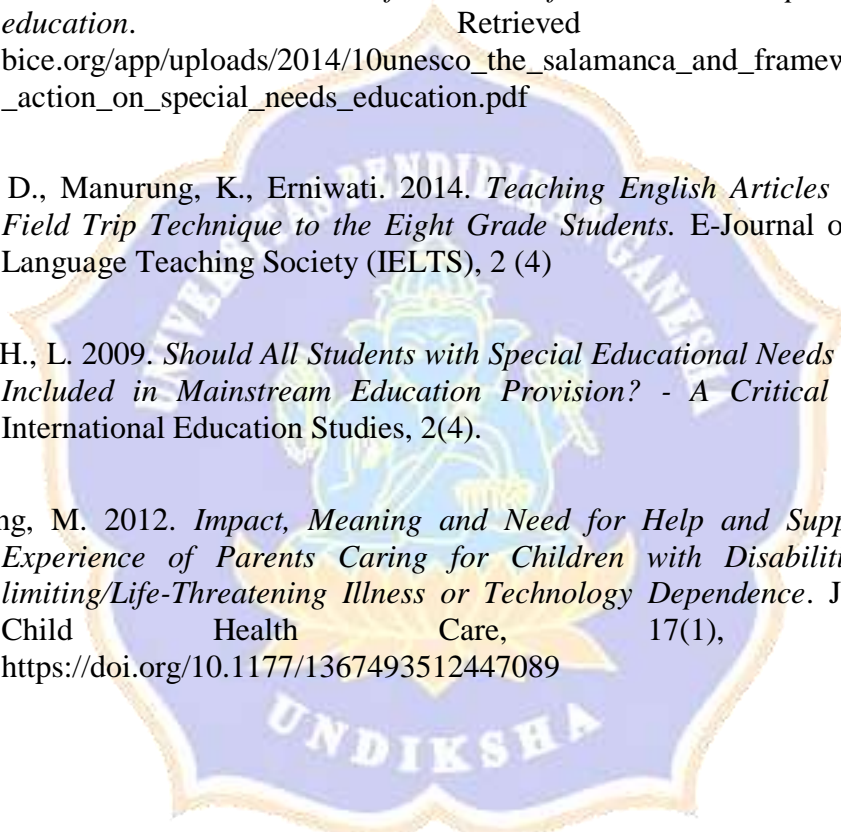 education. Retrieved
bice.org/app/uploads/2014/10unesco_the_salamanca_and_framew
_action_on_special_needs_education.pdf
D., Manurung, K., Erniwati. 2014. Teaching English Articles
Field Trip Technique to the Eight Grade Students. E-Journal o
Language Teaching Society (IELTS), 2 (4)
H., L. 2009. Should All Students with Special Educational Needs
Included in Mainstream Education Provision? - A Critical
International Education Studies, 2(4).
ng, M. 2012. Impact, Meaning and Need for Help and Supp
Experience of Parents Caring for Children with Disabiliti
limiting/Life-Threatening Illness or Technology Dependence. J
Child Health Care, 17(1),
https://doi.org/10.1177/1367493512447089
UNIVERSITAS PENDIDIKAN GANESHA
UNDIKSHA